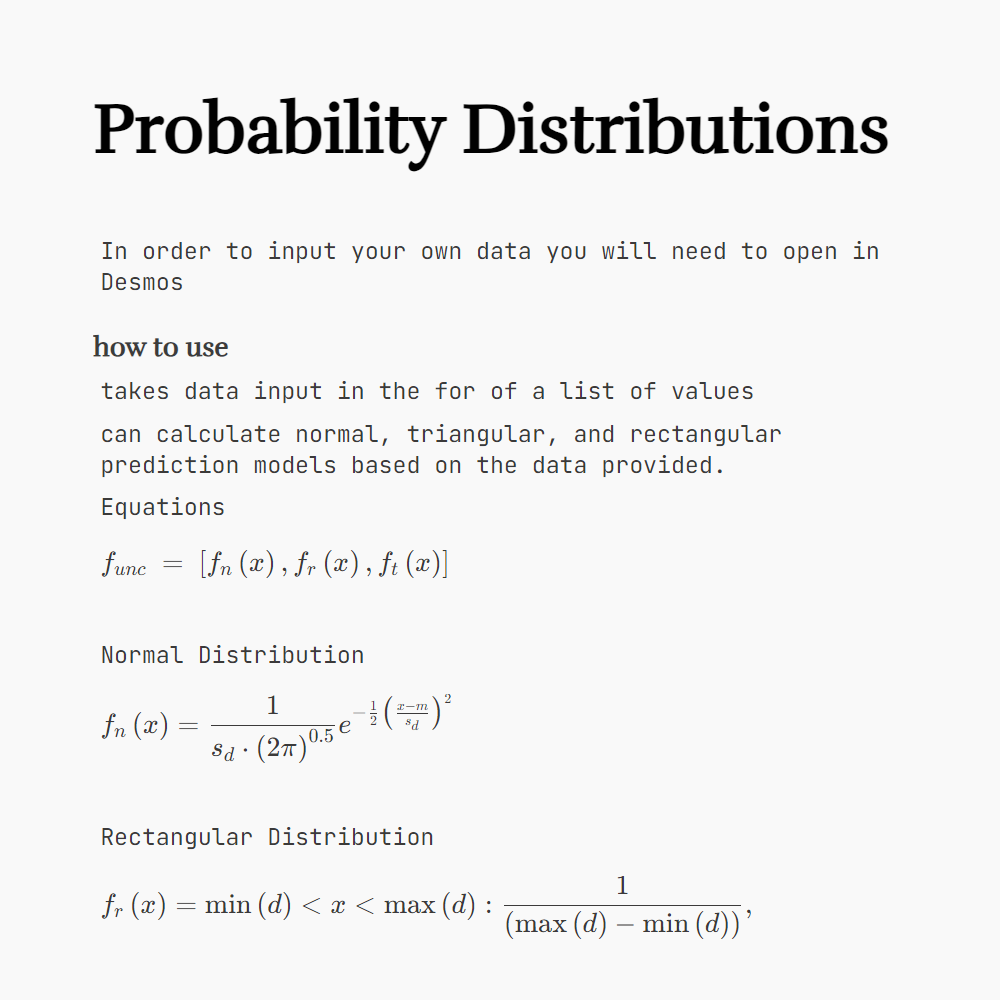 Probability Distributions
In order to input your own data you will need to open in
Desmos
how to use
takes data input in the for of a list of values
can calculate normal, triangular, and rectangular
prediction models based on the data provided.
Equations
f_{unc} = [f_n(x), f_r(x), f_t(x)]
Normal Distribution
f_n(x) = \frac{1}{s_d \cdot (2\pi)^{0.5}} e^{-\frac{1}{2}\left(\frac{x-m}{s_d}\right)^2}
Rectangular Distribution
f_r(x) = \min(d) < x < \max(d) : \frac{1}{(\max(d) - \min(d))},